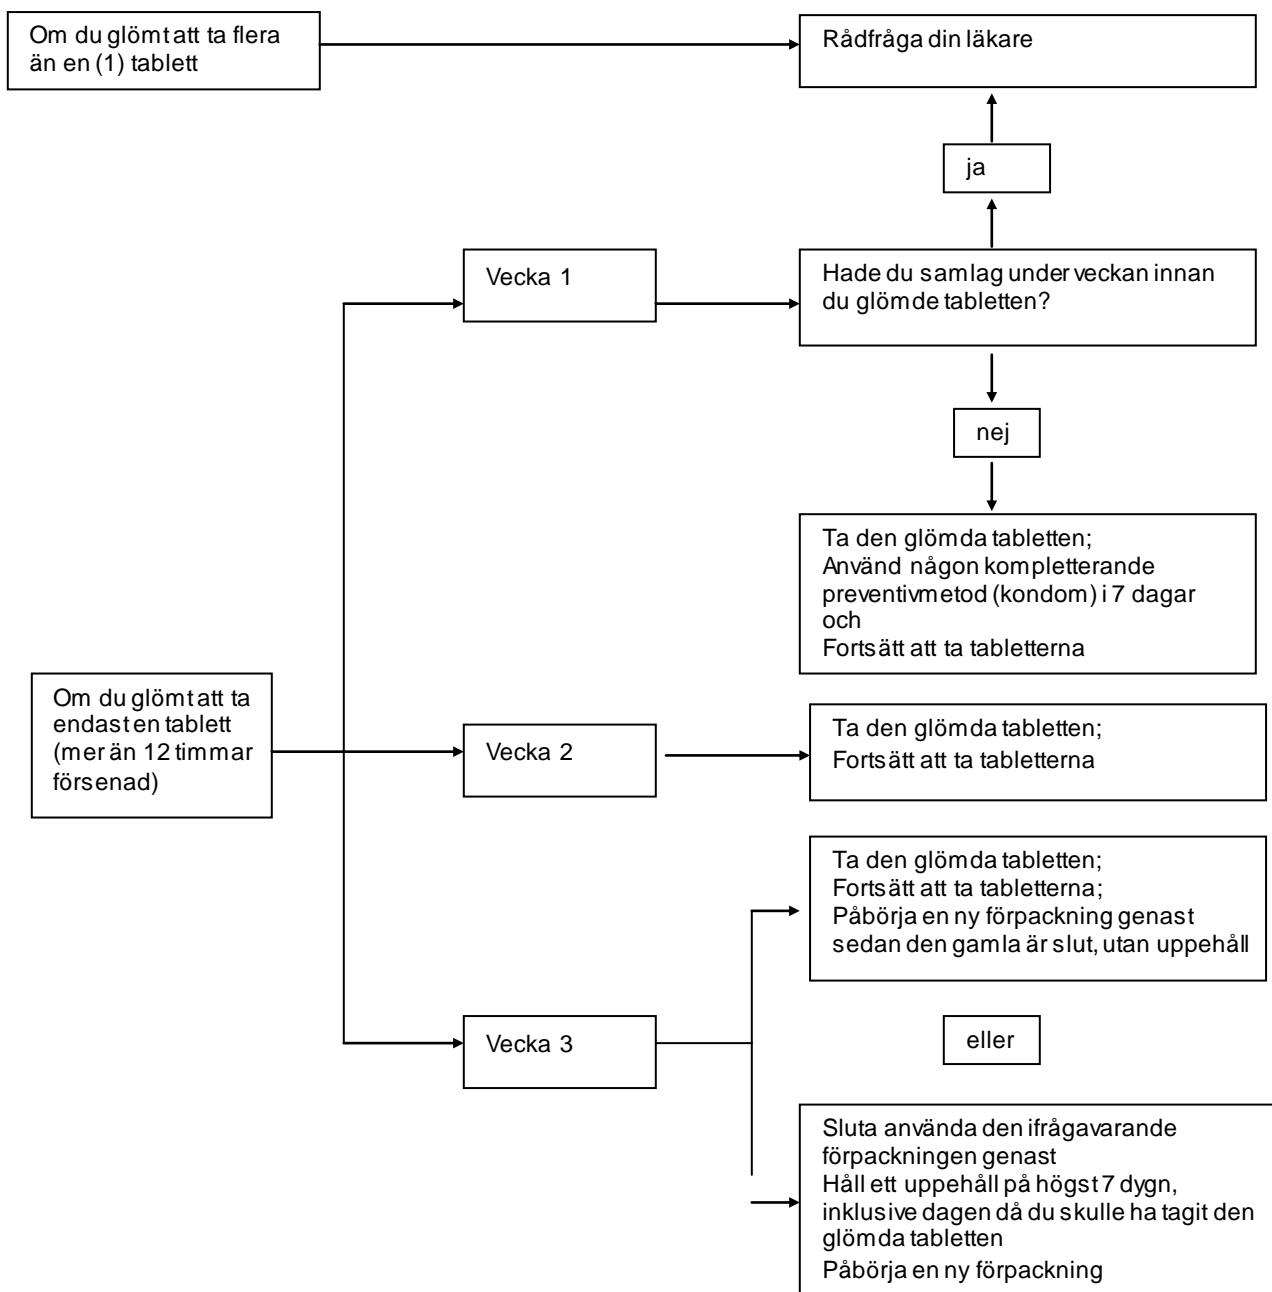 Om du glömt att ta flera
än en (1) tablett
Rådfråga din läkare
ja
Vecka 1
Hade du samlag under veckan innan
du glömde tabletten?
nej
Ta den glömda tabletten;
Använd någon kompletterande
preventivmetod (kondom) i 7 dagar
och
Fortsätt att ta tabletterna
Om du glömt att ta
endast en tablett
(mer än 12 timmar
försenad)
Vecka 2
Ta den glömda tabletten;
Fortsätt att ta tabletterna
Ta den glömda tabletten;
Fortsätt att ta tabletterna;
Påbörja en ny förpackning genast
sedan den gamla är slut, utan uppehåll
Vecka 3
eller
Sluta använda den ifrågavarande
förpackningen genast
Håll ett uppehåll på högst 7 dygn,
inklusive dagen då du skulle ha tagit den
glömda tabletten
Påbörja en ny förpackning